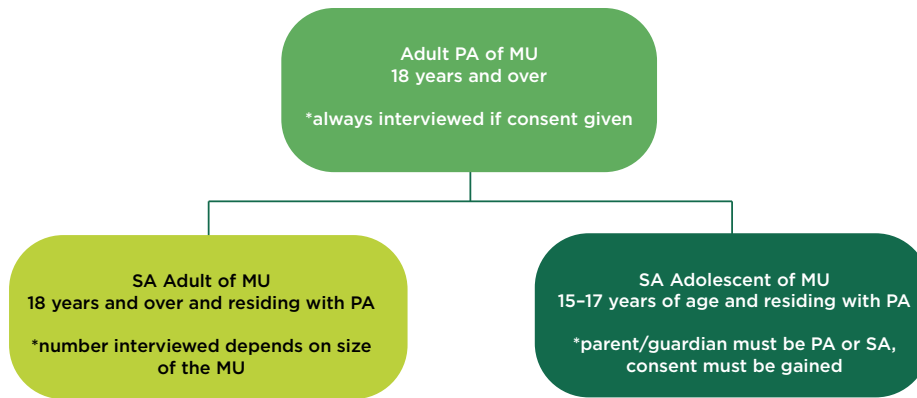 Adult PA of MU
18 years and over
*always interviewed if consent given
SA Adult of MU
18 years and over and residing with PA
*number interviewed depends on size
of the MU
SA Adolescent of MU
15–17 years of age and residing with PA
*parent/guardian must be PA or SA,
consent must be gained